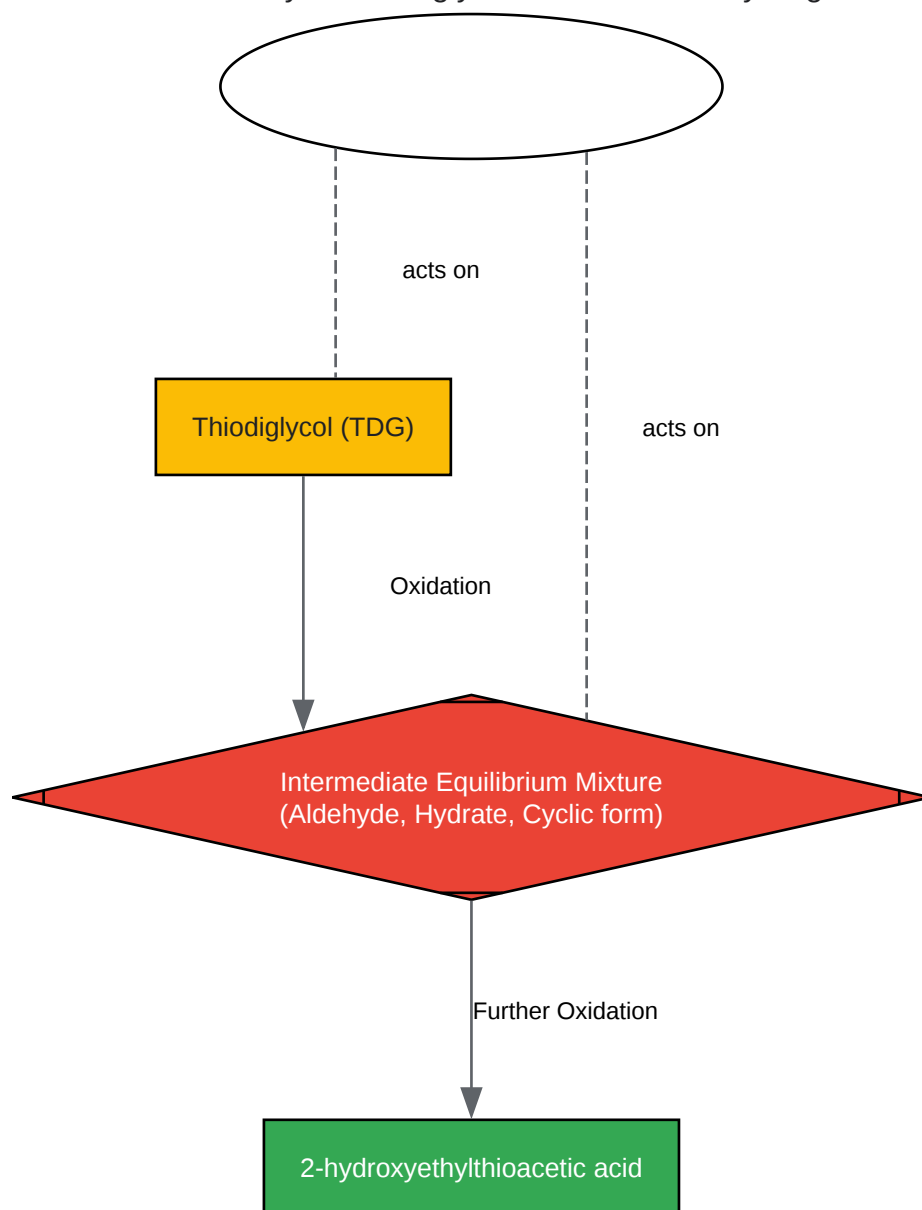 acts on
Thiodiglycol (TDG)
acts on
Oxidation
Intermediate Equilibrium Mixture
(Aldehyde, Hydrate, Cyclic form)
Further Oxidation
2-hydroxyethylthioacetic acid